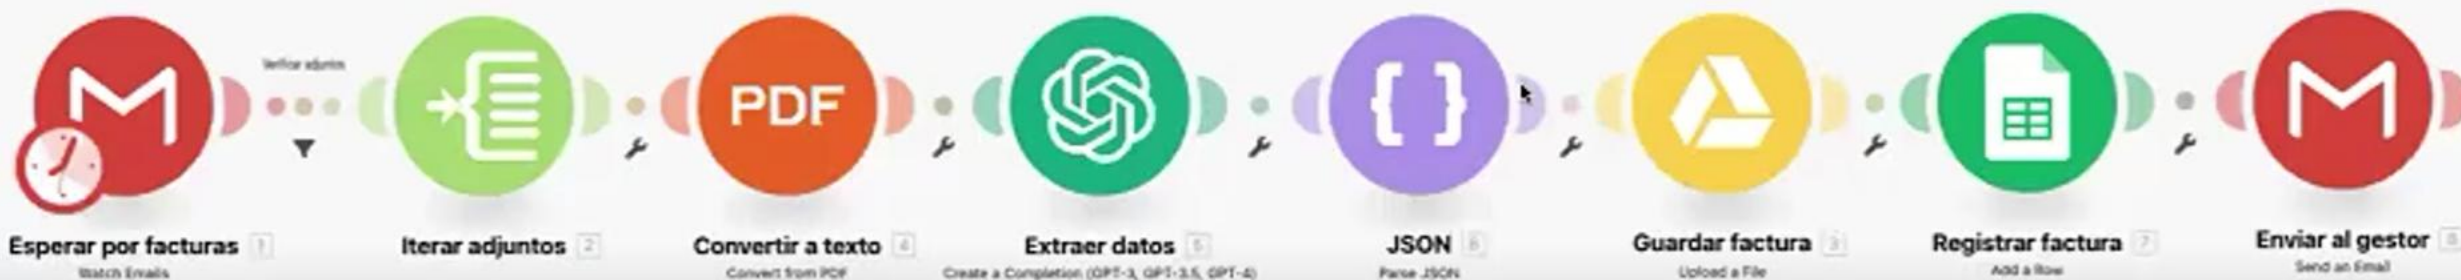 Verificar adjuntos
PDF
Esperar por facturas 1
Watch Emails
Iterar adjuntos 2
Convertir a texto 4
Convert from PDF
Extraer datos 5
Create a Completion (GPT-3, GPT-3.5, GPT-4)
JSON 6
Parse JSON
Guardar factura 3
Upload a File
Registrar factura 7
Add a Row
Enviar al gestor 8
Send an Email